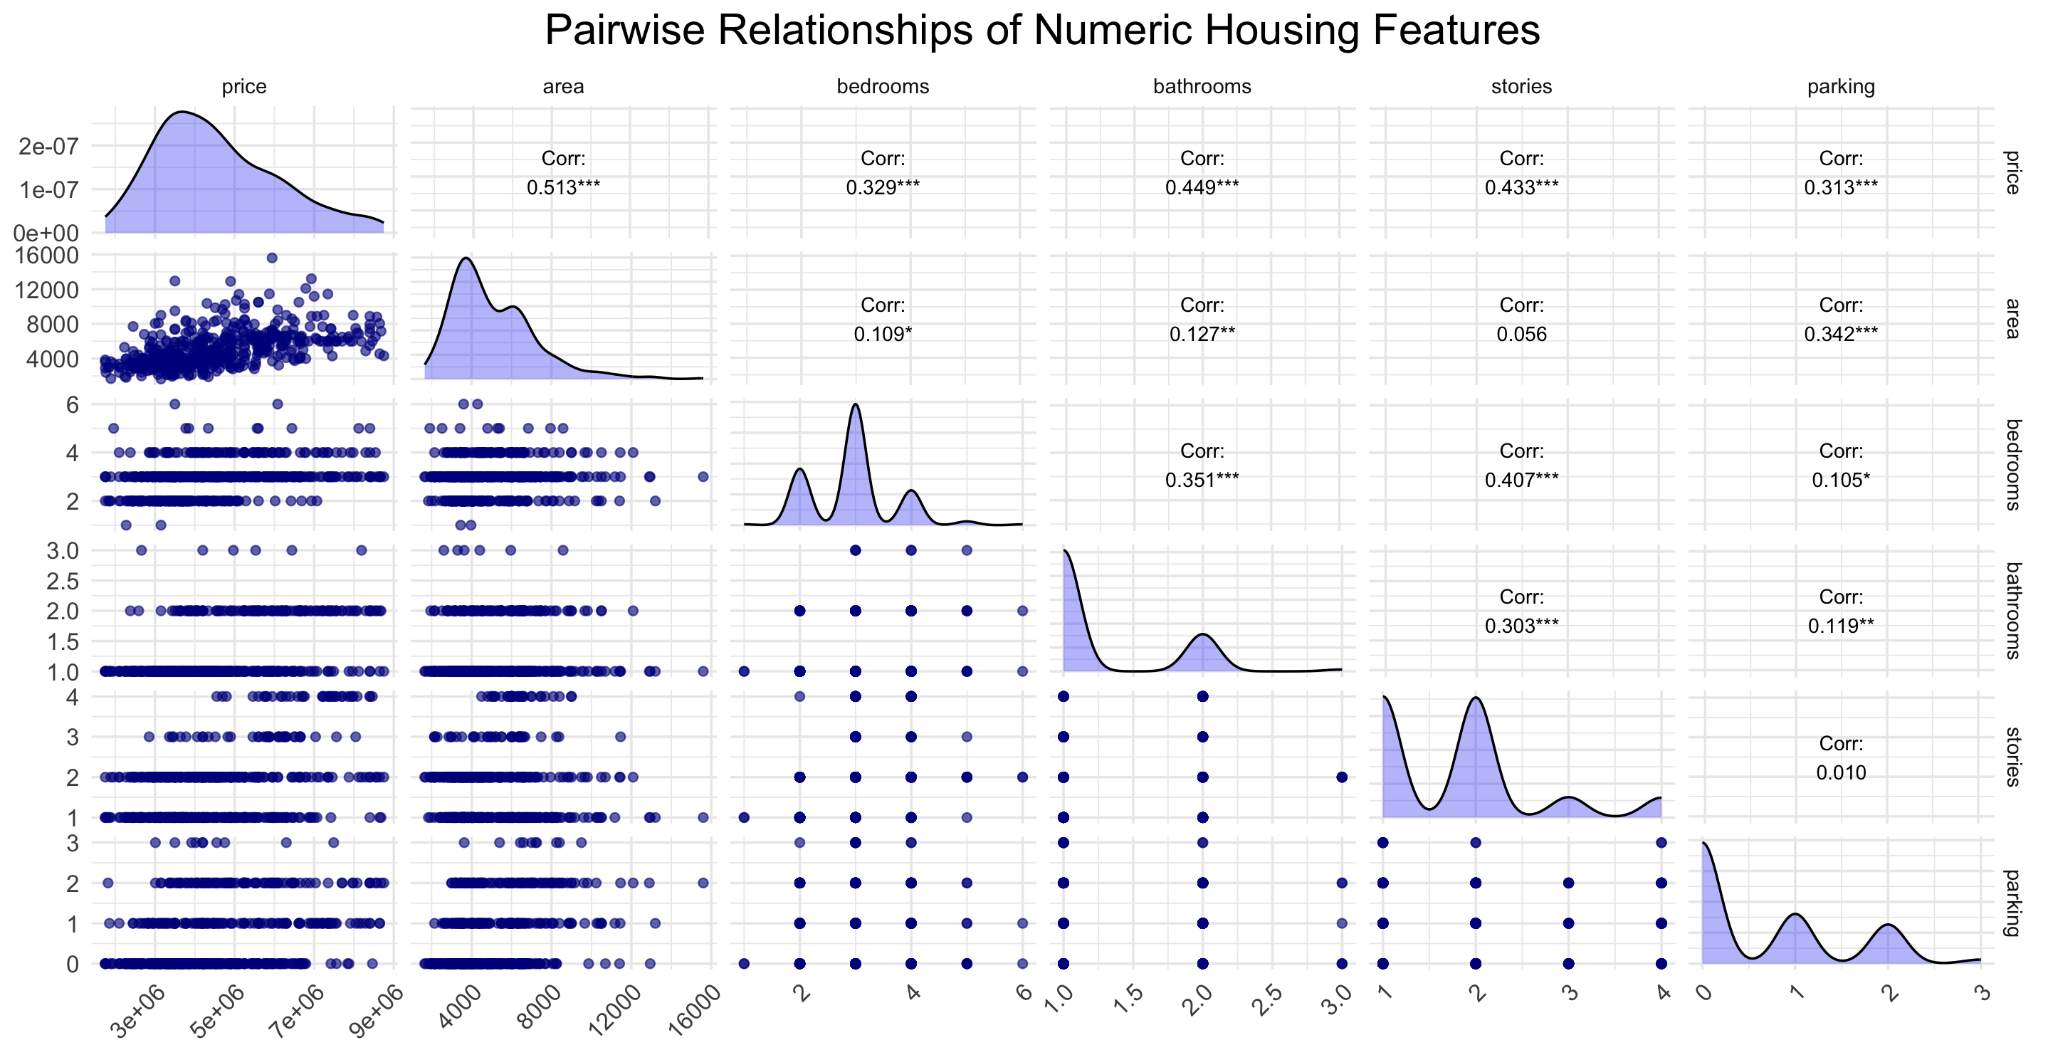 Pairwise Relationships of Numeric Housing Features
price
area
bedrooms
bathrooms
stories
parking
2e-07
1e-07
0e+00
Corr:
0.513***
Corr:
0.329***
Corr:
0.449***
Corr:
0.433***
Corr:
0.313***
price
16000
12000
8000
4000
Corr:
0.109*
Corr:
0.127**
Corr:
0.056
Corr:
0.342***
area
6
4
2
Corr:
0.351***
Corr:
0.407***
Corr:
0.105*
bedrooms
3.0
2.5
2.0
1.5
1.0
Corr:
0.303***
Corr:
0.119**
bathrooms
4
3
2
1
Corr:
0.010
stories
3
2
1
0
parking
3e+06
5e+06
7e+06
9e+06
4000
8000
12000
16000
2
4
6
1.0
1.5
2.0
2.5
3.0
1
2
3
4
0
1
2
3